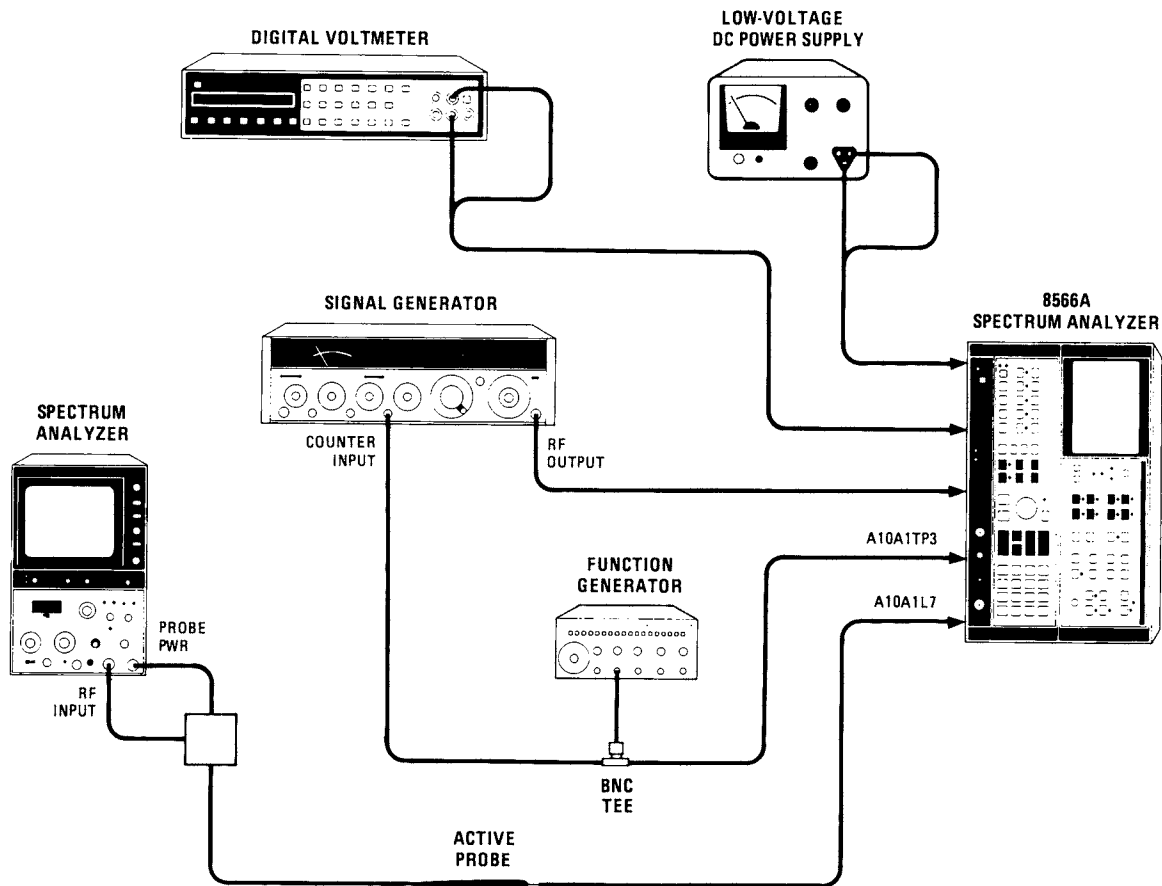 LOW-VOLTAGE
DC POWER SUPPLY
DIGITAL VOLTMETER
SIGNAL GENERATOR
8566A
SPECTRUM ANALYZER
SPECTRUM
ANALYZER
COUNTER
INPUT
RF
OUTPUT
A10A1TP3
FUNCTION
GENERATOR
A10A1L7
PROBE
PWR
RF
INPUT
BNC
TEE
ACTIVE
PROBE